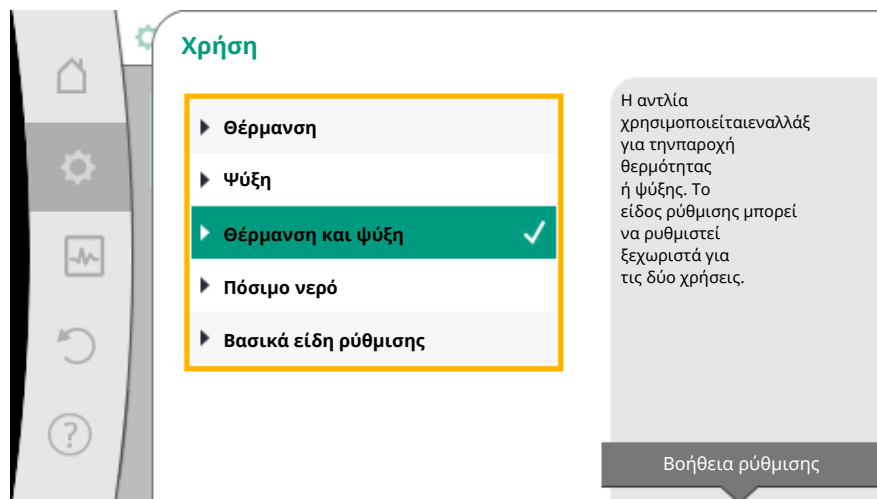 Χρήση
Θέρμανση
Ψύξη
Θέρμανση και ψύξη
Πόσιμο νερό
Βασικά είδη ρύθμισης
Η αντλία
χρησιμοποιείταιεναλλάξ
για τηνπαροχή
θερμότητας
ή ψύξης. Το
είδος ρύθμισης μπορεί
να ρυθμιστεί
ξεχωριστά για
τις δύο χρήσεις.
Βοήθεια ρύθμισης